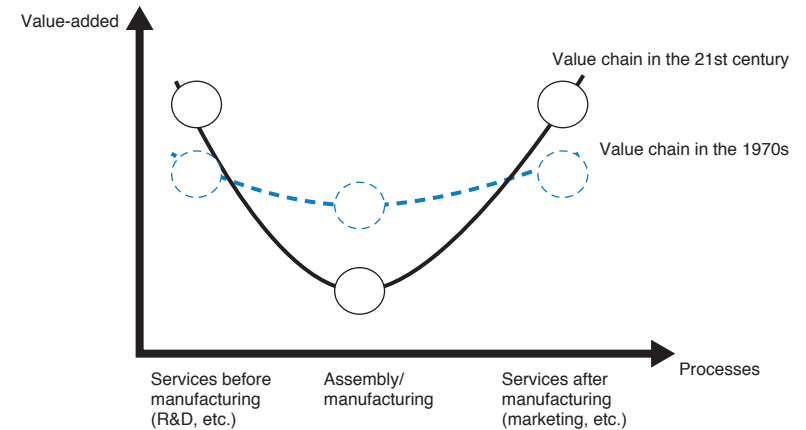 Value-added
Value chain in the 21st century
Value chain in the 1970s
Processes
Services before
manufacturing
(R&D, etc.)
Assembly/
manufacturing
Services after
manufacturing
(marketing, etc.)